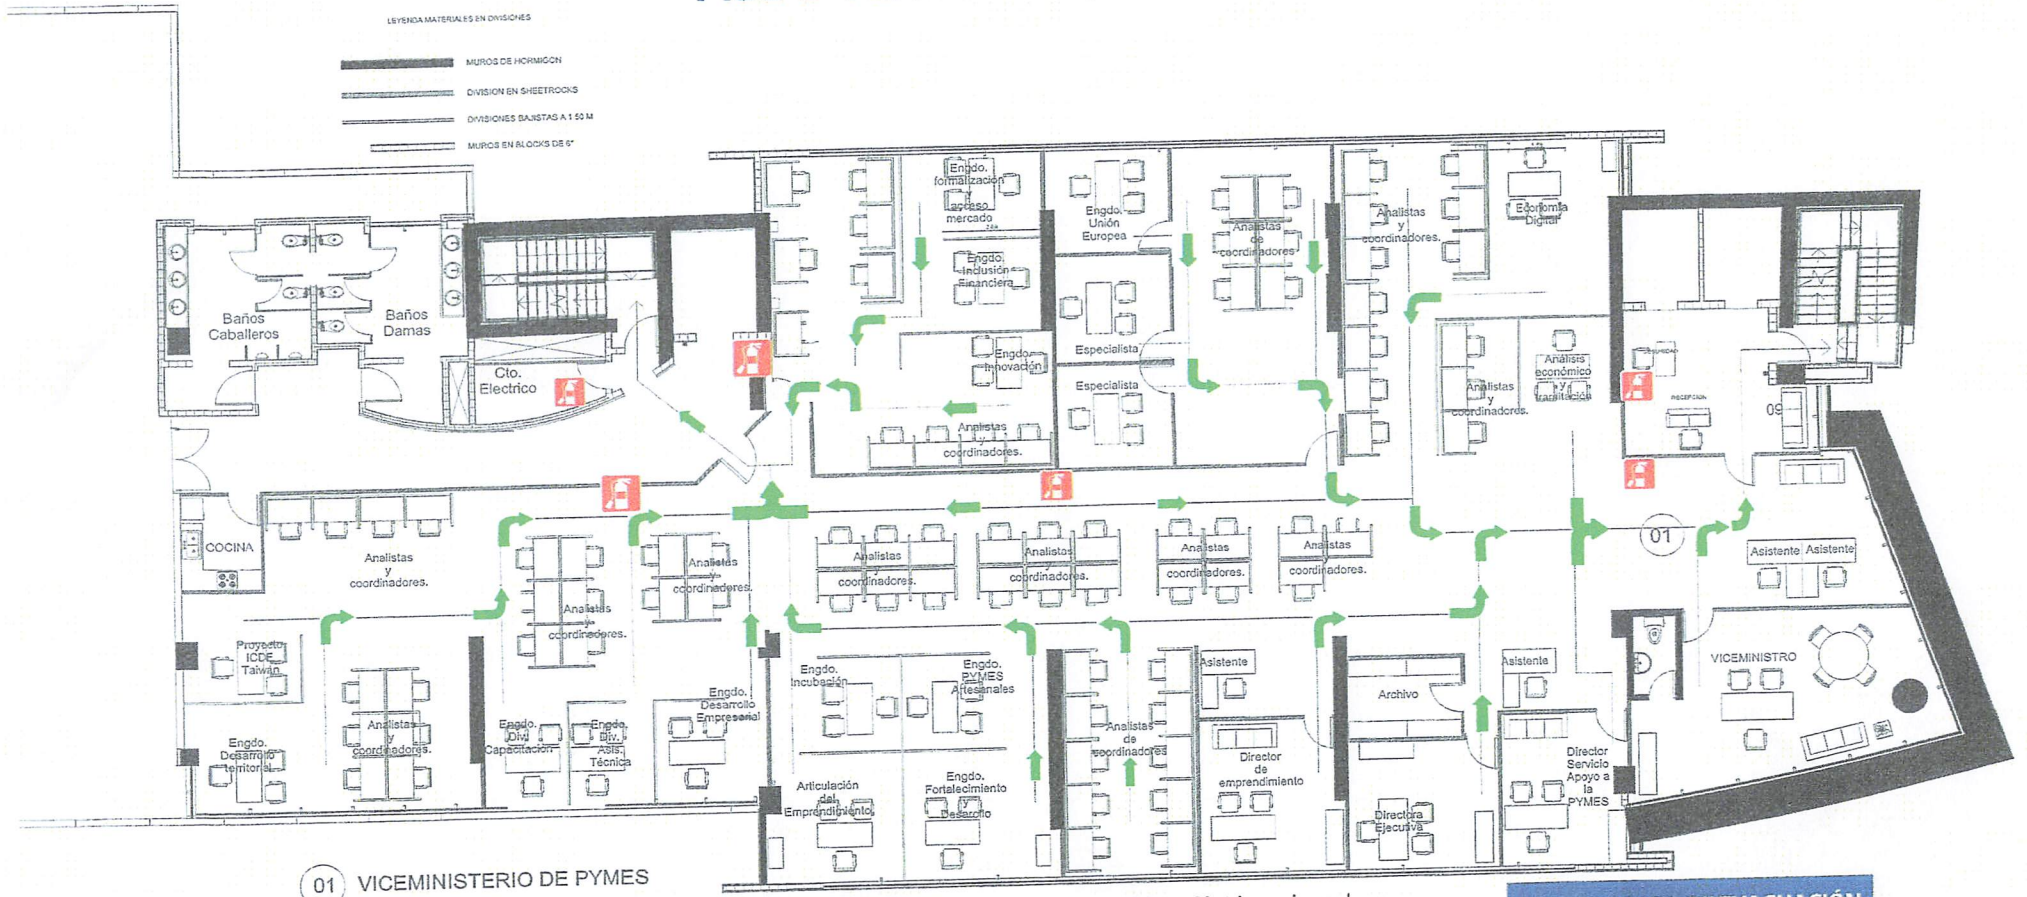 LEYENDA MATERIALES EN DIVISIONES
MUROS DE HORMIGON
DIVISION EN SHEETROCKS
DIVISIONES BAJISTAS A 1 50 M
MUROS EN BLOCKS DE 6"
Baños
Caballeros
Baños
Damas
Cto.
Electrico
Engdo.
formalización
y
acceso
mercado
Engdo.
Inclusión
Financiera
Engdo.
Innovación
Analistas
y
coordinadores.
Engdo.
Unión
Europea
Especialista
Especialista
Analistas
de
coordinadores
Analistas
y
coordinadores.
Economía
Digital
Analistas
y
coordinadores.
Análisis
económico
y
tramitación
RECEPCION
09
COCINA
Analistas
y
coordinadores.
Analistas
y
coordinadores.
Analistas
y
coordinadores.
Analistas
y
coordinadores.
Analistas
y
coordinadores.
Analistas
y
coordinadores.
Analistas
y
coordinadores.
01
Asistente
Asistente
Proyecto
ICDF
Taiwán
Engdo.
Desarrollo
territorial
Analistas
y
coordinadores.
Engdo.
Div.
Capacitación
Engdo.
Div.
Asis.
Técnica
Engdo.
Desarrollo
Empresarial
Engdo.
Incubación
Engdo.
PYMES
Artesanales
Articulación
del
Emprendimiento
Engdo.
Fortalecimiento
y
Desarrollo
Analistas
de
coordinadores
Asistente
Director
de
emprendimiento
Archivo
Directora
Ejecutiva
Asistente
Director
Servicio
Apoyo a
la
PYMES
VICEMINISTRO
01 VICEMINISTERIO DE PYMES